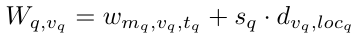 $W_{q,v_q} = w_{m_q,v_q,t_q} + s_q \cdot d_{v_q,loc_q}$